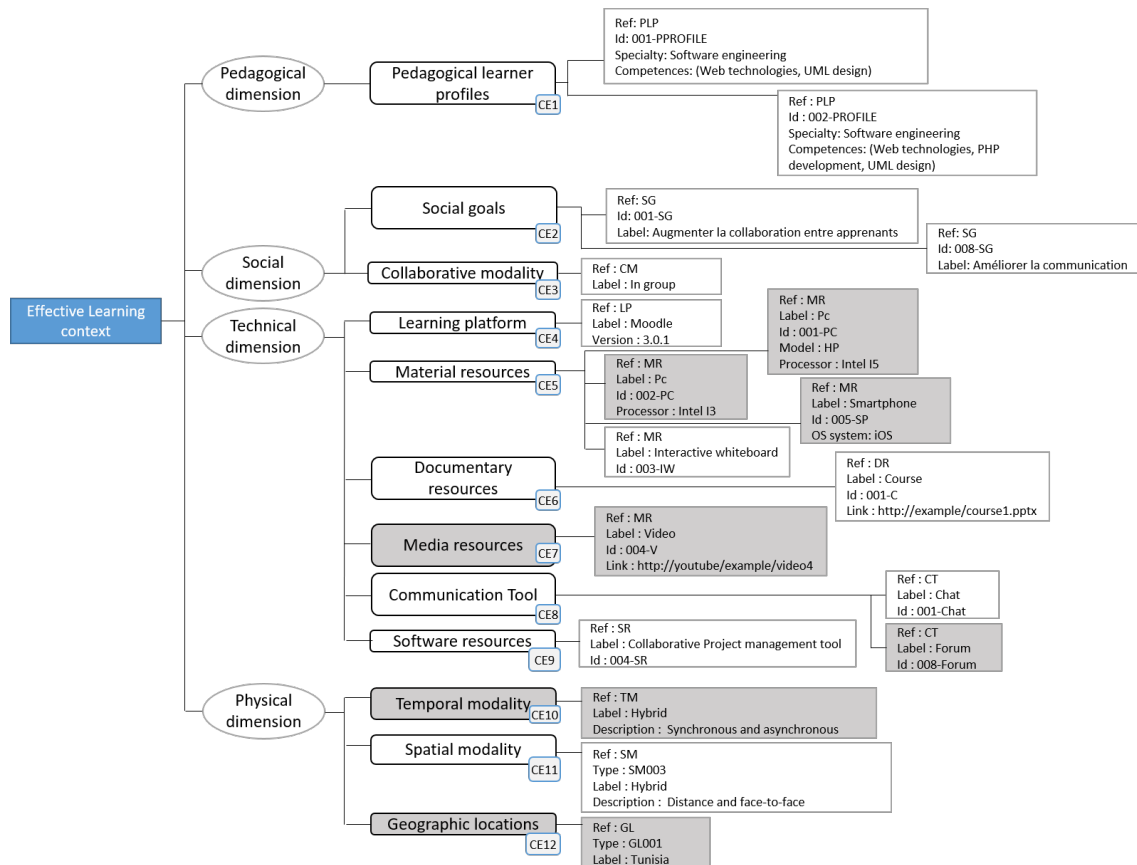 Effective Learning
context
Pedagogical
dimension
Pedagogical learner
profiles
CE1
Ref: PLP
Id: 001-PPROFILE
Specialty: Software engineering
Competences: (Web technologies, UML design)
Ref : PLP
Id : 002-PROFILE
Specialty: Software engineering
Competences: (Web technologies, PHP
development, UML design)
Social
dimension
Social goals
CE2
Ref: SG
Id: 001-SG
Label: Augmenter la collaboration entre apprenants
Ref: SG
Id: 008-SG
Label: Améliorer la communication
Collaborative modality
CE3
Ref : CM
Label : In group
Technical
dimension
Learning platform
CE4
Ref : LP
Label : Moodle
Version : 3.0.1
Material resources
CE5
Ref : MR
Label : Pc
Id : 001-PC
Model : HP
Processor : Intel I5
Ref : MR
Label : Pc
Id : 002-PC
Processor : Intel I3
Ref : MR
Label : Smartphone
Id : 005-SP
OS system: iOS
Ref : MR
Label : Interactive whiteboard
Id : 003-IW
Documentary
resources
CE6
Ref : DR
Label : Course
Id : 001-C
Link : http://example/course1.pptx
Media resources
CE7
Ref : MR
Label : Video
Id : 004-V
Link : http://youtube/example/video4
Communication Tool
CE8
Ref : CT
Label : Chat
Id : 001-Chat
Ref : CT
Label : Forum
Id : 008-Forum
Software resources
CE9
Ref : SR
Label : Collaborative Project management tool
Id : 004-SR
Physical
dimension
Temporal modality
CE10
Ref : TM
Label : Hybrid
Description : Synchronous and asynchronous
Spatial modality
CE11
Ref : SM
Type : SM003
Label : Hybrid
Description : Distance and face-to-face
Geographic locations
CE12
Ref : GL
Type : GL001
Label : Tunisia